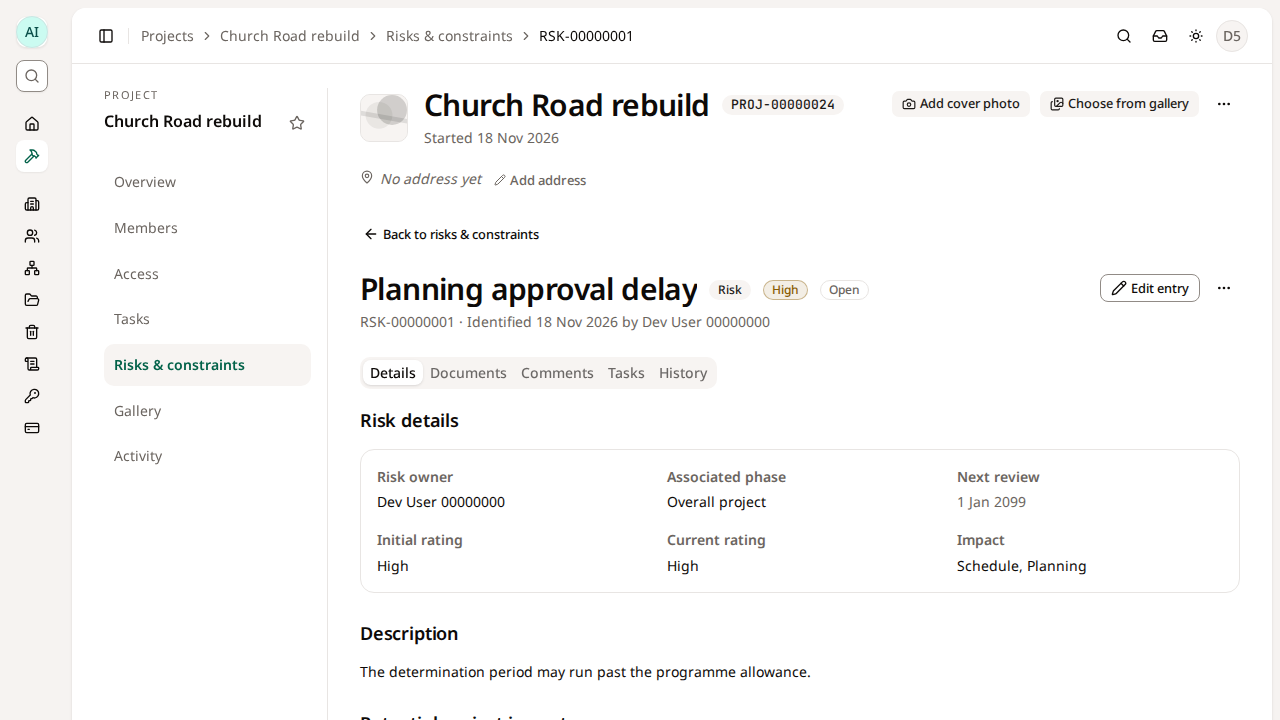 AI
Projects > Church Road rebuild > Risks & constraints > RSK-00000001
D5
PROJECT
Church Road rebuild
Overview
Members
Access
Tasks
Risks & constraints
Gallery
Activity
Church Road rebuild PROJ-00000024
Add cover photo Choose from gallery
Started 18 Nov 2026
No address yet Add address
Back to risks & constraints
Planning approval delay Risk High Open
Edit entry
RSK-00000001 · Identified 18 Nov 2026 by Dev User 00000000
Details Documents Comments Tasks History
Risk details
Risk owner Associated phase Next review
Dev User 00000000 Overall project 1 Jan 2099
Initial rating Current rating Impact
High High Schedule, Planning
Description
The determination period may run past the programme allowance.